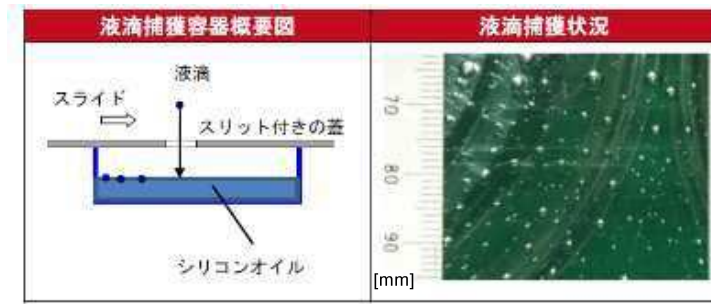 液滴捕獲容器概要図
液滴捕獲状況
液滴
スライド
スリット付きの蓋
シリコンオイル
70
80
90
[mm]